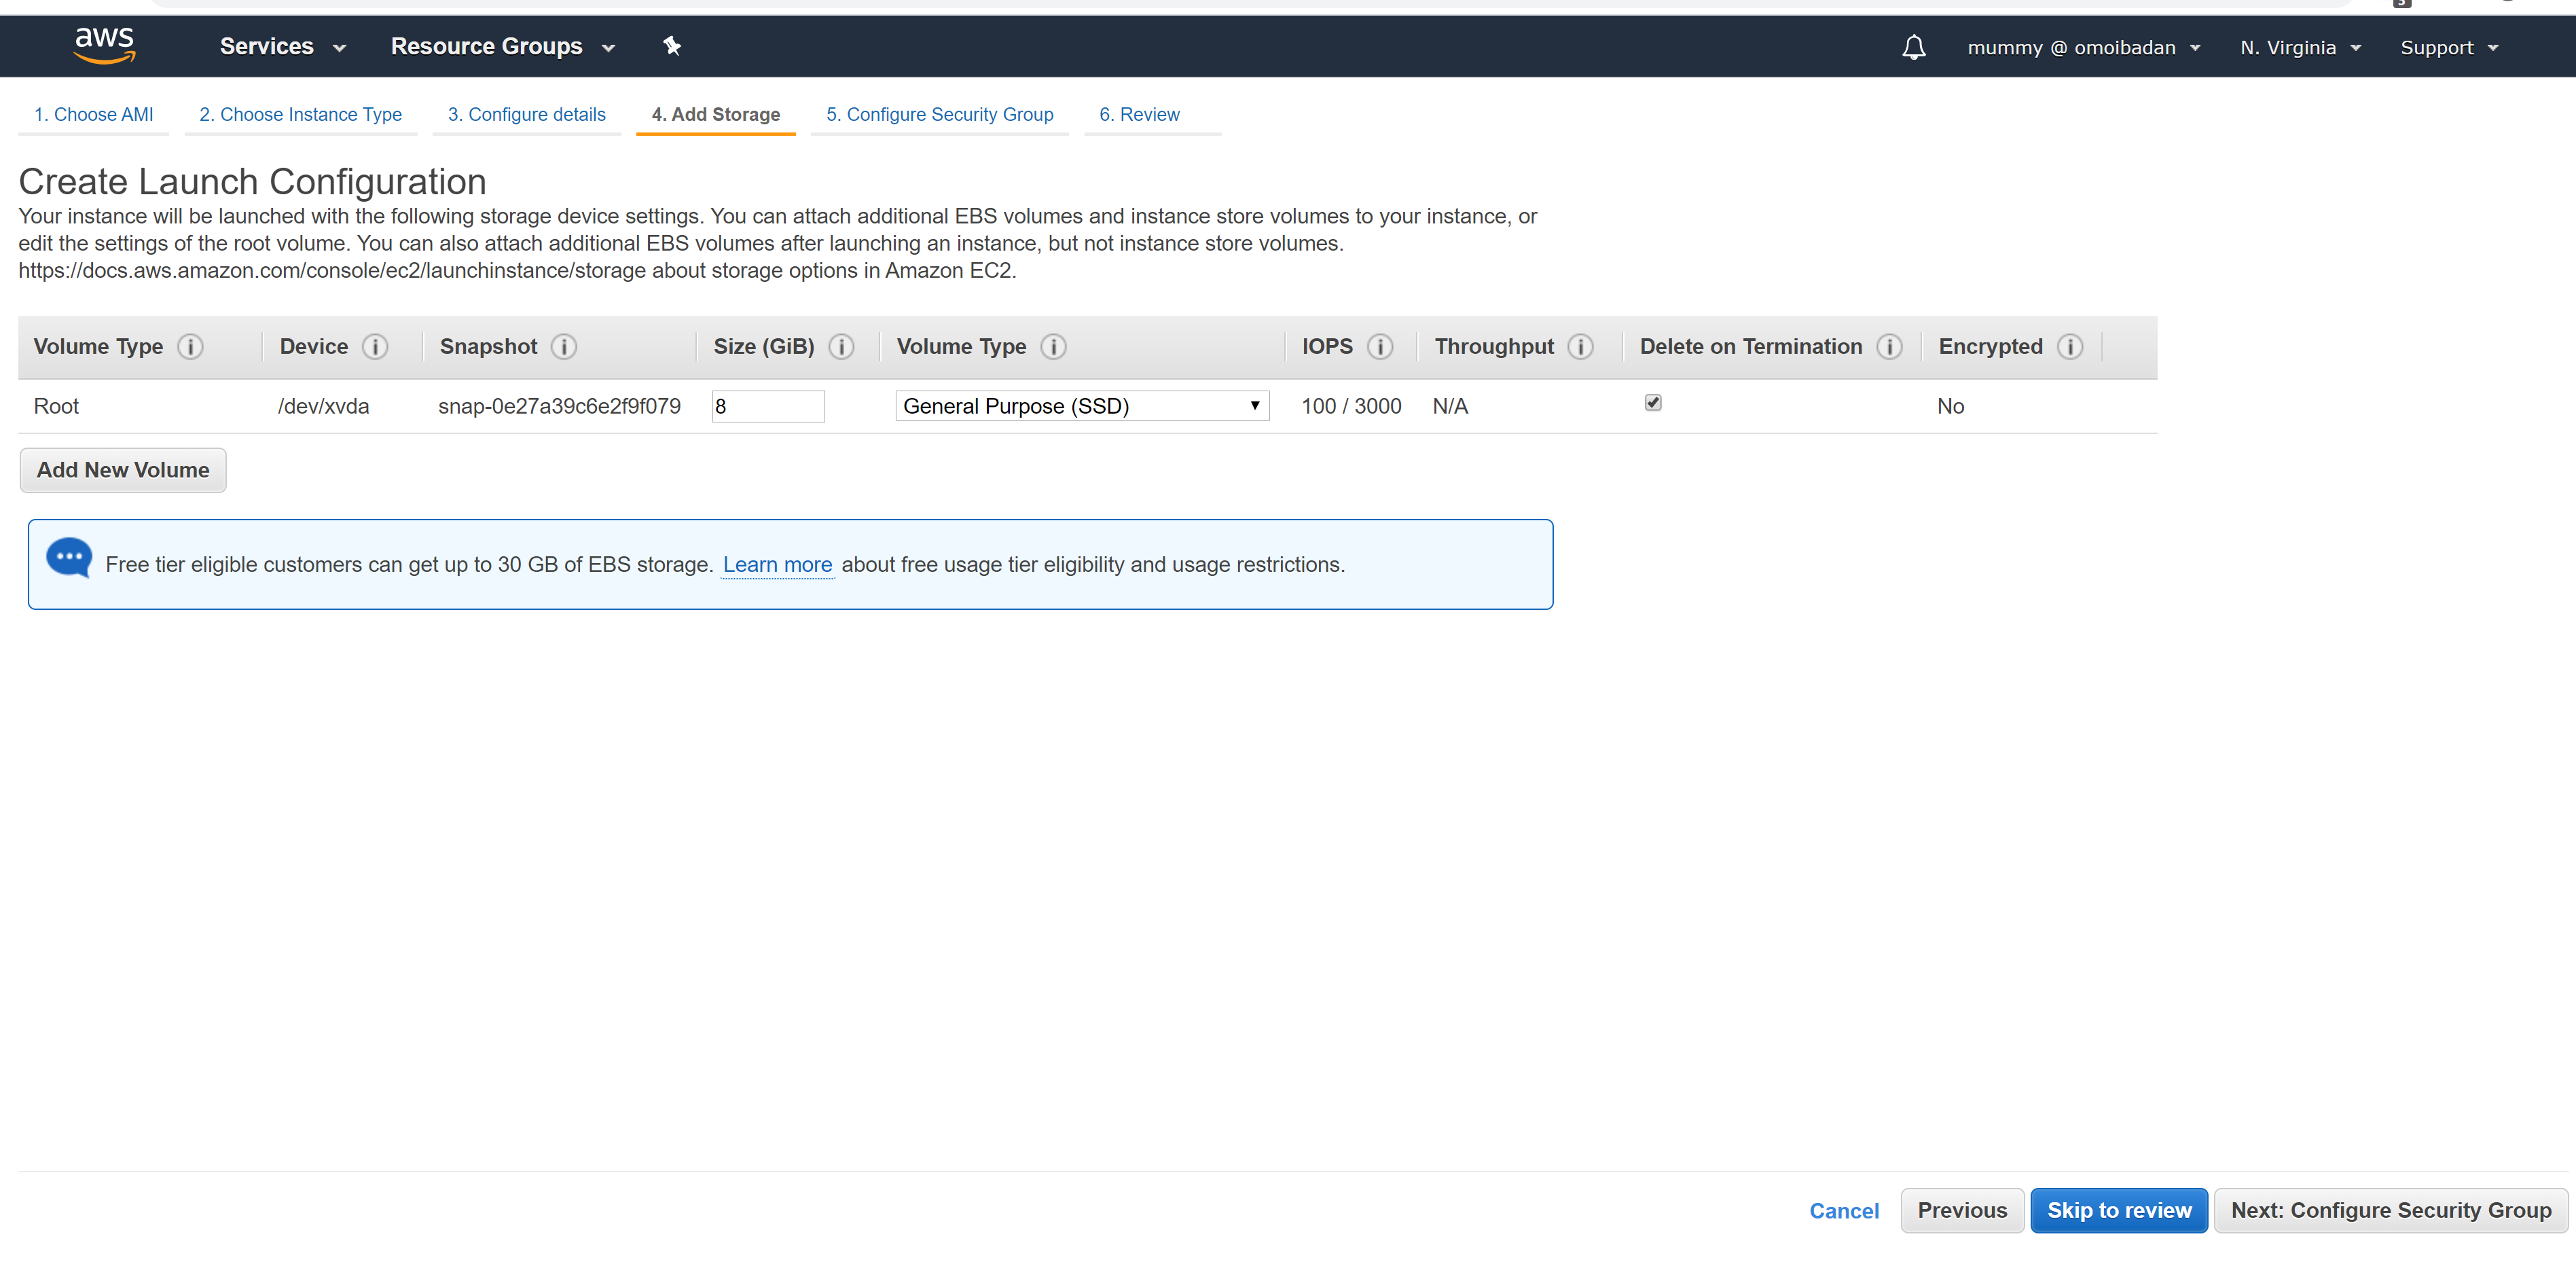 3
aws Services Resource Groups mummy @ omoibadan N. Virginia Support
1. Choose AMI 2. Choose Instance Type 3. Configure details 4. Add Storage 5. Configure Security Group 6. Review
Create Launch Configuration
Your instance will be launched with the following storage device settings. You can attach additional EBS volumes and instance store volumes to your instance, or
edit the settings of the root volume. You can also attach additional EBS volumes after launching an instance, but not instance store volumes.
https://docs.aws.amazon.com/console/ec2/launchinstance/storage about storage options in Amazon EC2.
Volume Type i Device i Snapshot i Size (GiB) i Volume Type i IOPS i Throughput i Delete on Termination i Encrypted i
Root /dev/xvda snap-0e27a39c6e2f9f079 8 General Purpose (SSD) 100 / 3000 N/A No
Add New Volume
Free tier eligible customers can get up to 30 GB of EBS storage. Learn more about free usage tier eligibility and usage restrictions.
Cancel Previous Skip to review Next: Configure Security Group